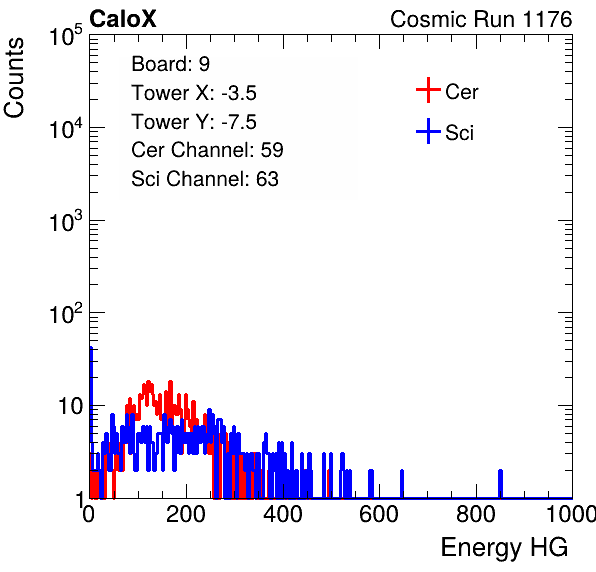 CaloX Cosmic Run 1176
Counts
Board: 9
Tower X: -3.5
Tower Y: -7.5
Cer Channel: 59
Sci Channel: 63
Cer
Sci
10^5
10^4
10^3
10^2
10
1
0 200 400 600 800 1000
Energy HG